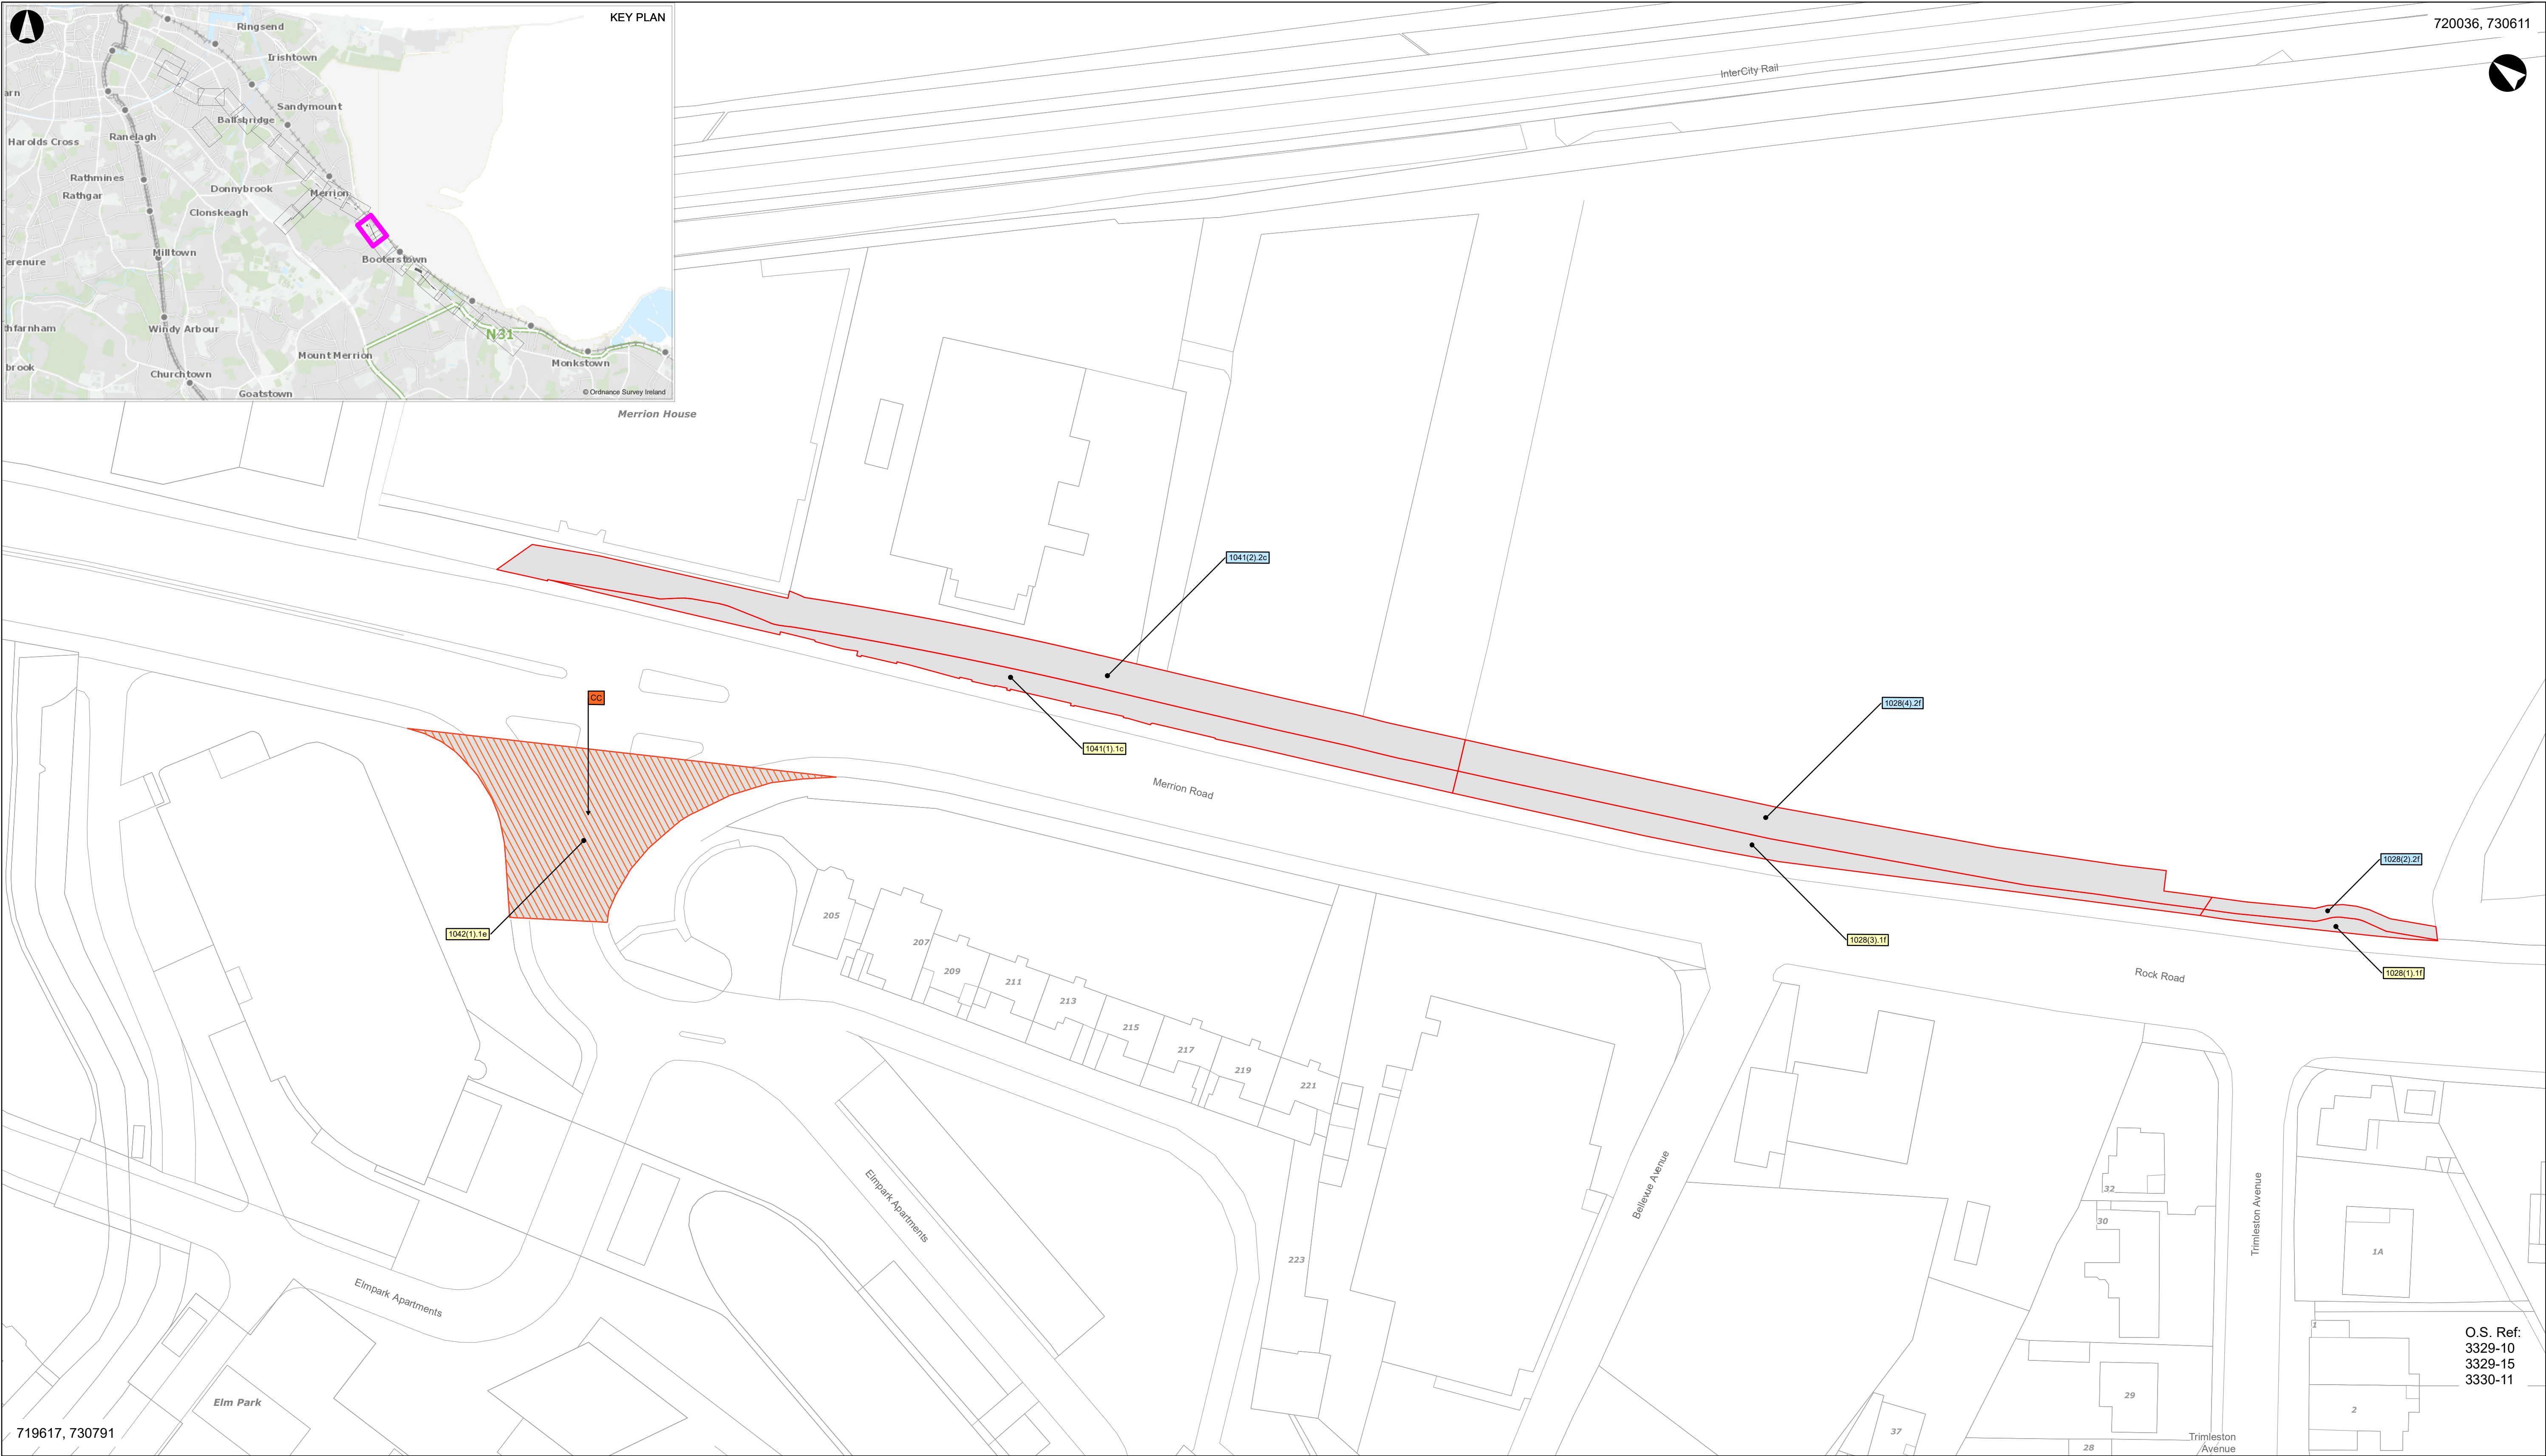 KEY PLAN
Ringsend
Irishtown
arn
Sandymount
Ballsbridge
Ranelagh
Harolds Cross
Rathmines
Donnybrook
Merrion
Rathgar
Clonskeagh
Milltown
erenure
Booterstown
thfarnham
Windy Arbour
N31
Mount Merrion
Monkstown
brook
Churchtown
Goatstown
© Ordnance Survey Ireland
720036, 730611
InterCity Rail
Merrion House
1041(2).2c
CC
1028(4).2f
1041(1).1c
Merrion Road
1028(2).2f
1042(1).1e
1028(3).1f
1028(1).1f
Rock Road
205
207
209
211
213
215
217
219
221
223
Elmpark Apartments
Bellevue Avenue
Trimleston Avenue
32
30
1A
Elmpark Apartments
1
O.S. Ref:
3329-10
3329-15
3330-11
Elm Park
29
2
37
28
Trimleston
Avenue
719617, 730791